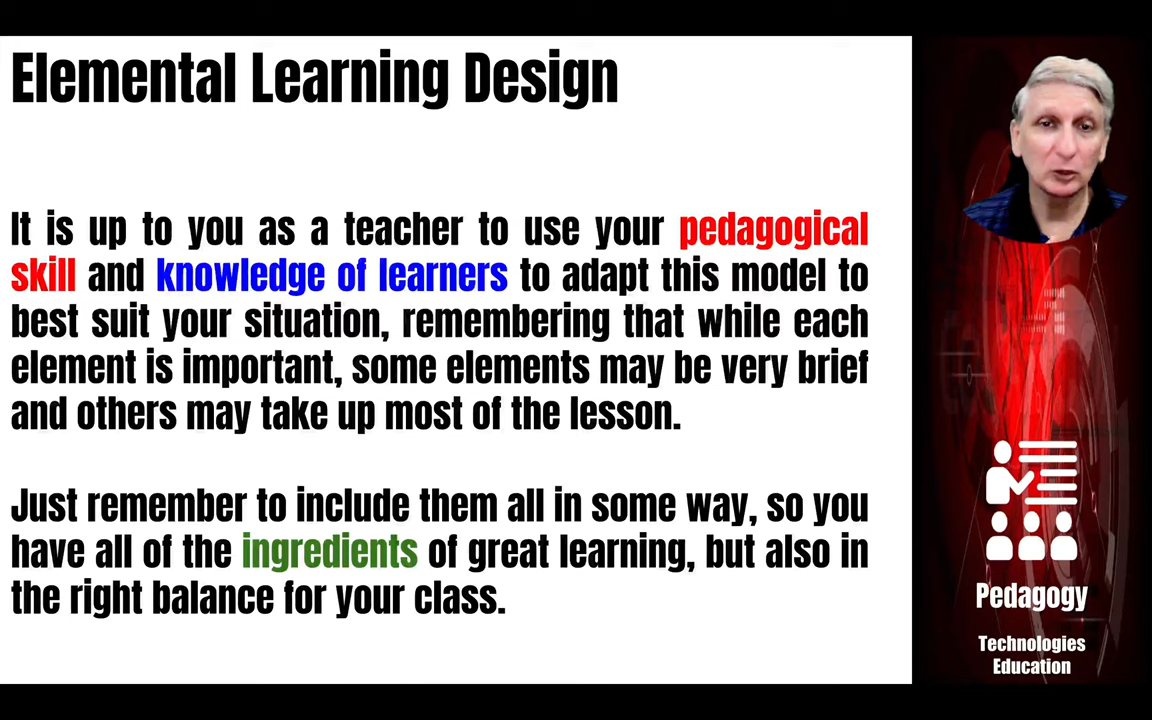 Elemental Learning Design
It is up to you as a teacher to use your pedagogical
skill and knowledge of learners to adapt this model to
best suit your situation, remembering that while each
element is important, some elements may be very brief
and others may take up most of the lesson.
Just remember to include them all in some way, so you
have all of the ingredients of great learning, but also in
the right balance for your class.
Pedagogy
Technologies
Education